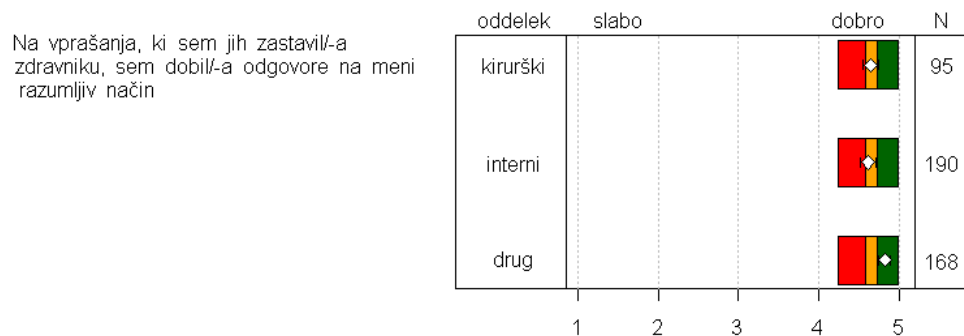 oddelek slabo dobro N
Na vprašanja, ki sem jih zastavil/-a
zdravniku, sem dobil/-a odgovore na meni
razumljiv način
kirurški 95
interni 190
drug 168
1 2 3 4 5